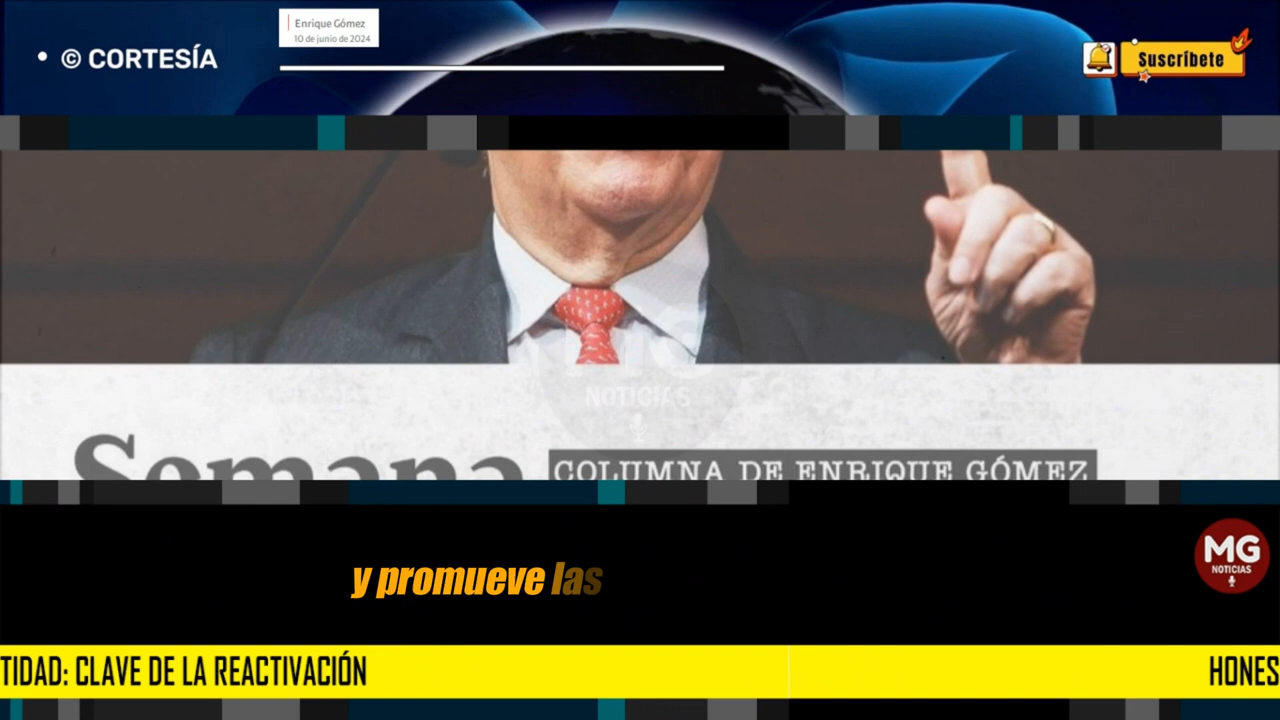 Enrique Gómez
10 de junio de 2024
• © CORTESÍA
Suscríbete
MG
NOTICIAS
Semana
COLUMNA DE ENRIQUE GÓMEZ
y promueve las
MG
NOTICIAS
TIDAD: CLAVE DE LA REACTIVACIÓN
HONES